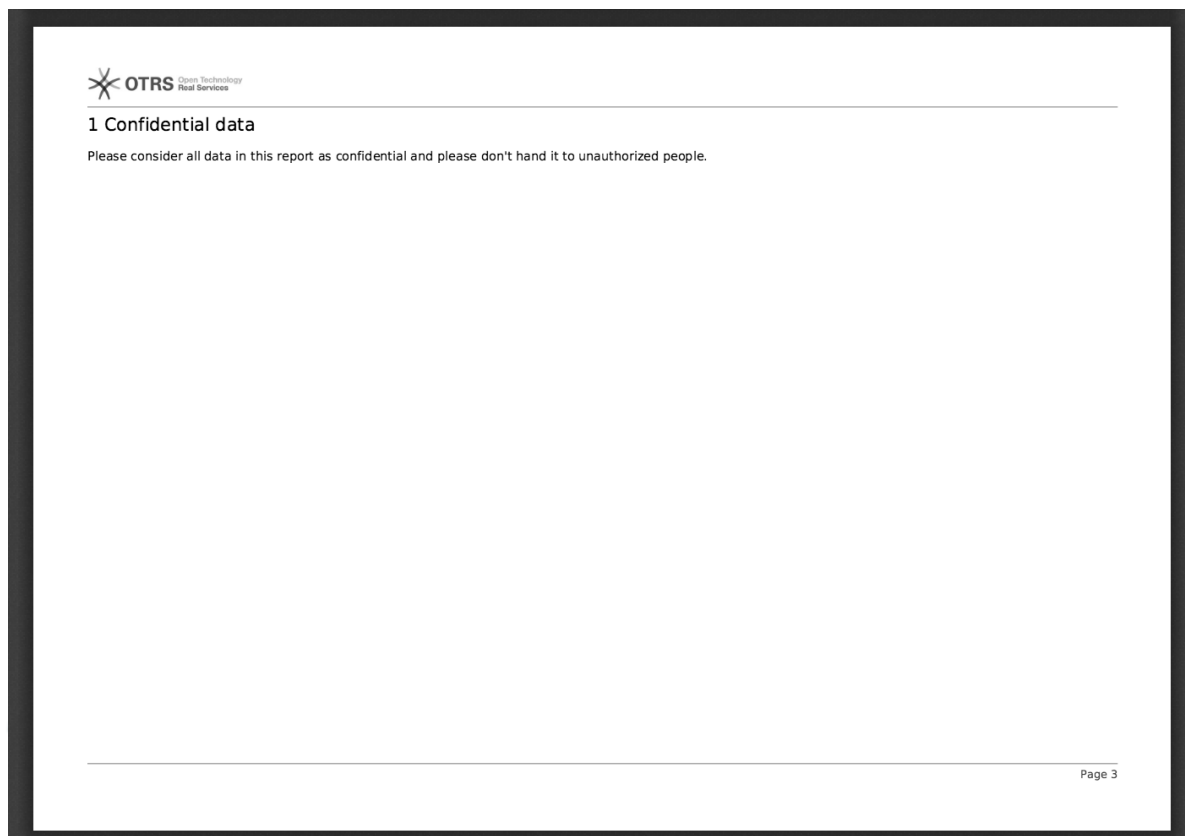 OTRS Open Technology
Real Services
1 Confidential data
Please consider all data in this report as confidential and please don't hand it to unauthorized people.
Page 3